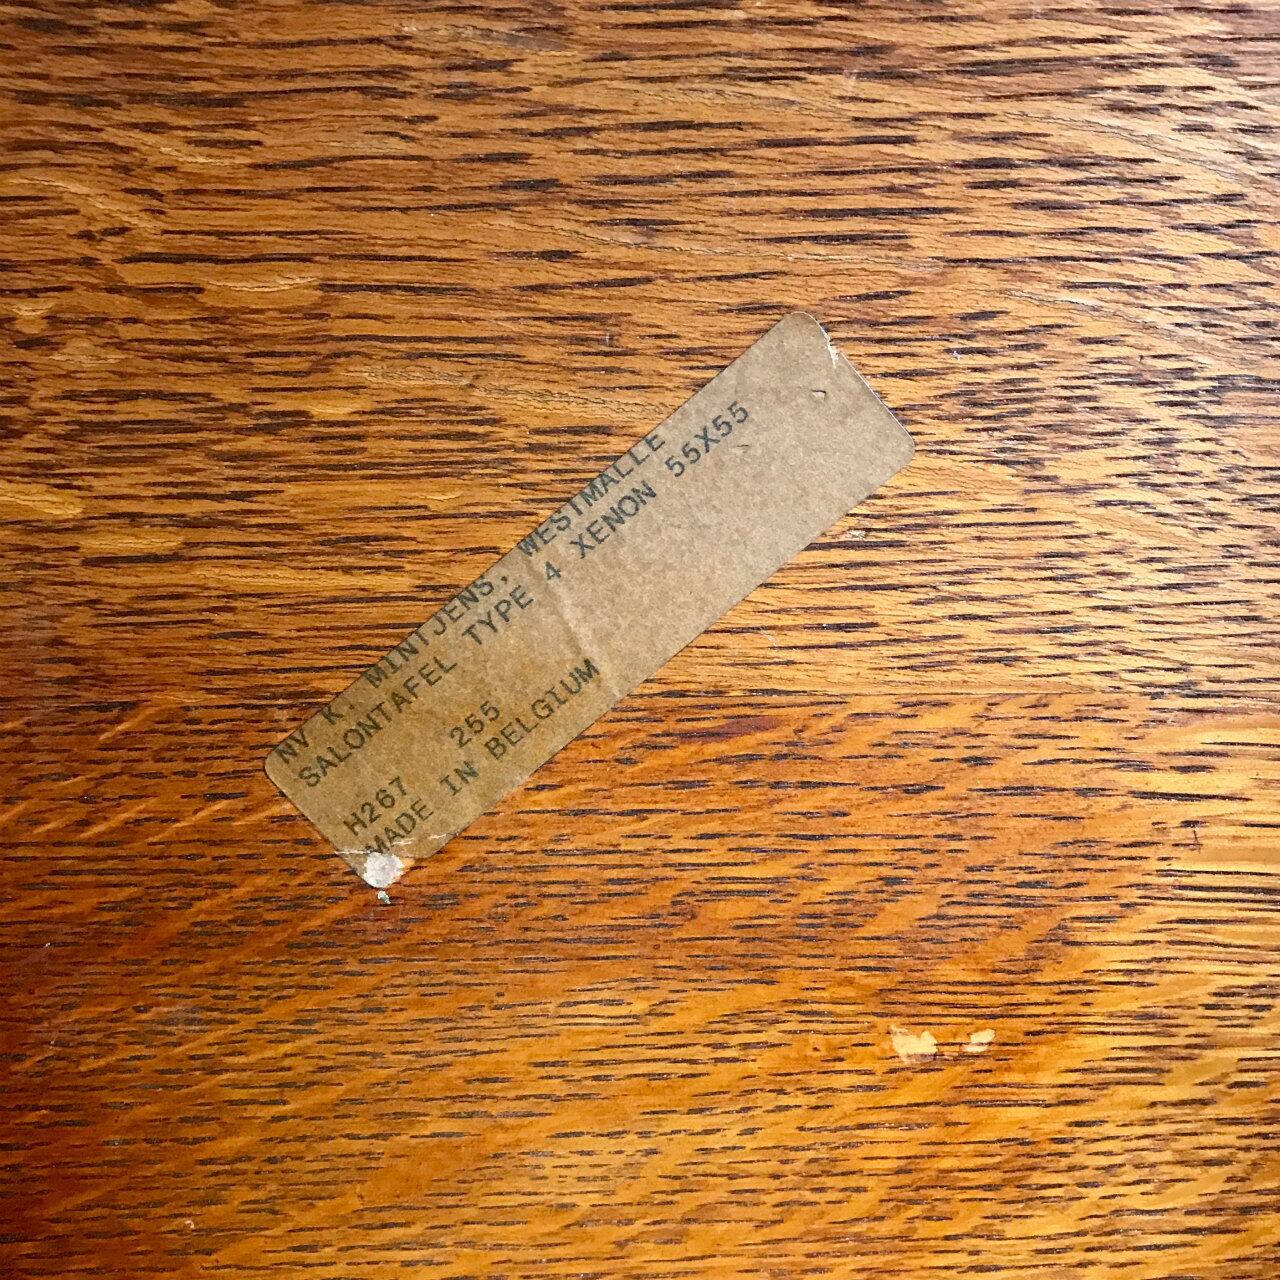 NV K. MINTJENS, WESTMALLE
SALONTAFEL TYPE 4 XENON 55X55
H267 255
MADE IN BELGIUM